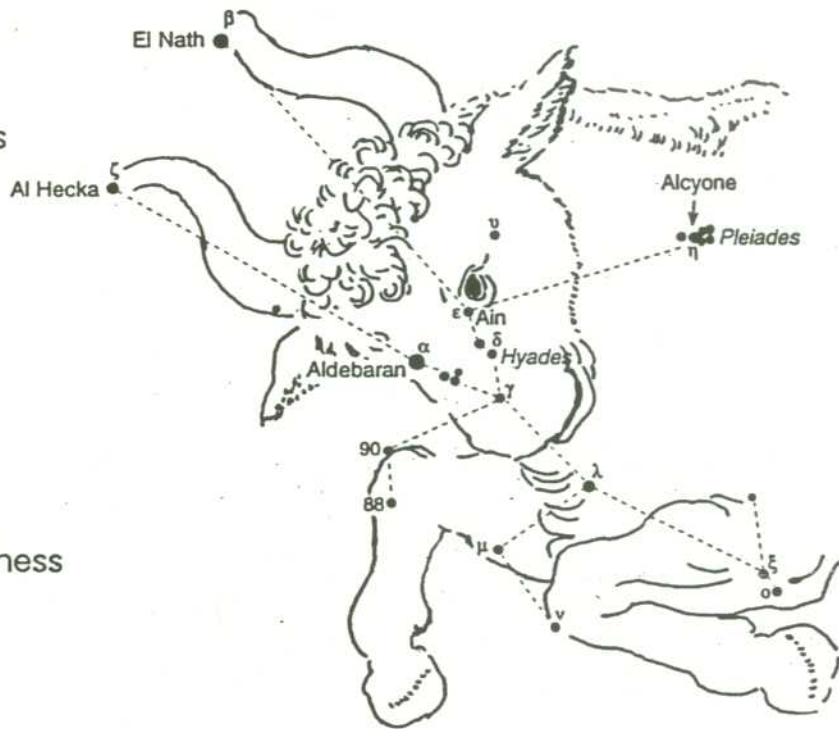 β
El Nath
s
ζ
Al Hecka
Alcyone
υ
Pleiades
η
ε Ain
δ
α
Hyades
Aldebaran
γ
90
λ
88
μ
ξ
ness
ο
ν